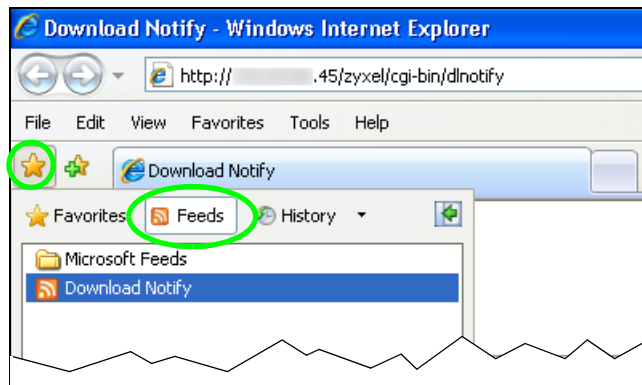 Download Notify - Windows Internet Explorer
http:// .45/zyxel/cgi-bin/dlnotify
File Edit View Favorites Tools Help
Download Notify
Favorites Feeds History
Microsoft Feeds
Download Notify